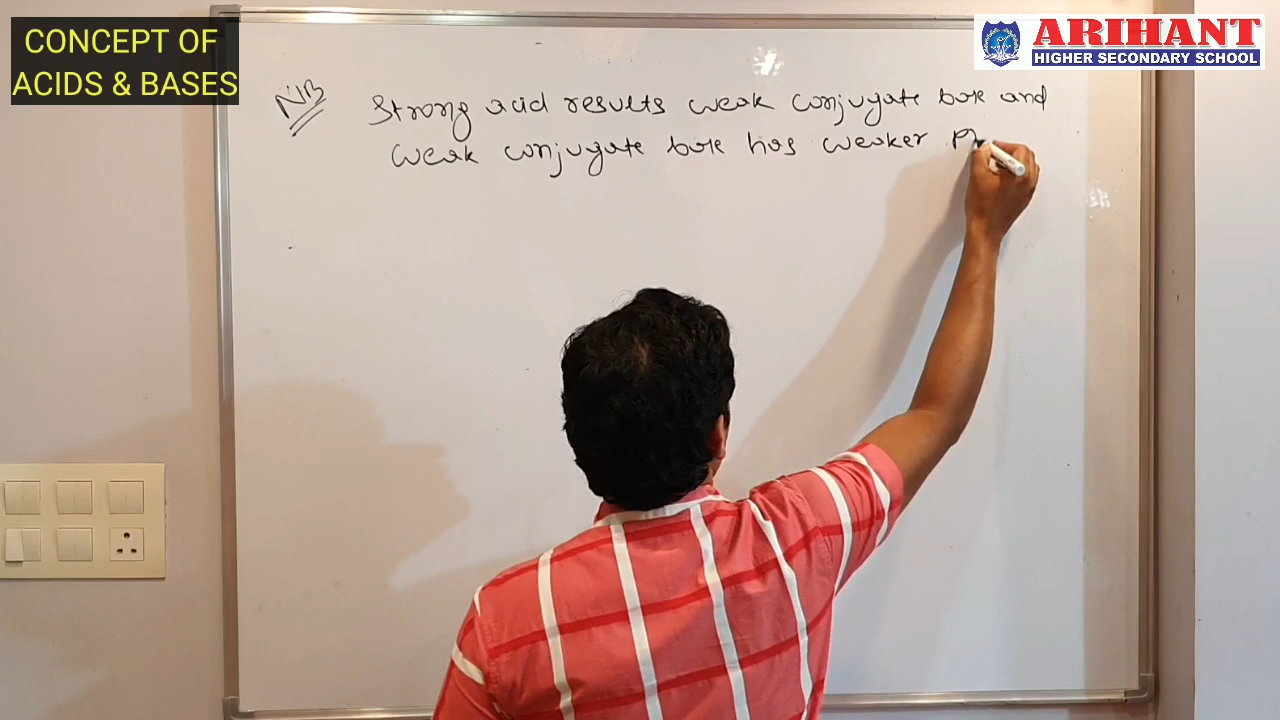 CONCEPT OF
ACIDS & BASES
ARIHANT
HIGHER SECONDARY SCHOOL
NB
Strong acid results weak conjugate base and
weak conjugate base has weaker